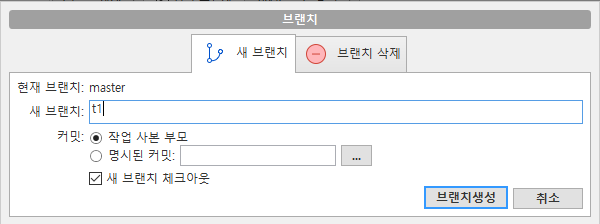 브랜치
새 브랜치
브랜치 삭제
현재 브랜치: master
새 브랜치: t1
커밋: 작업 사본 부모
명시된 커밋: ...
새 브랜치 체크아웃
브랜치생성 취소